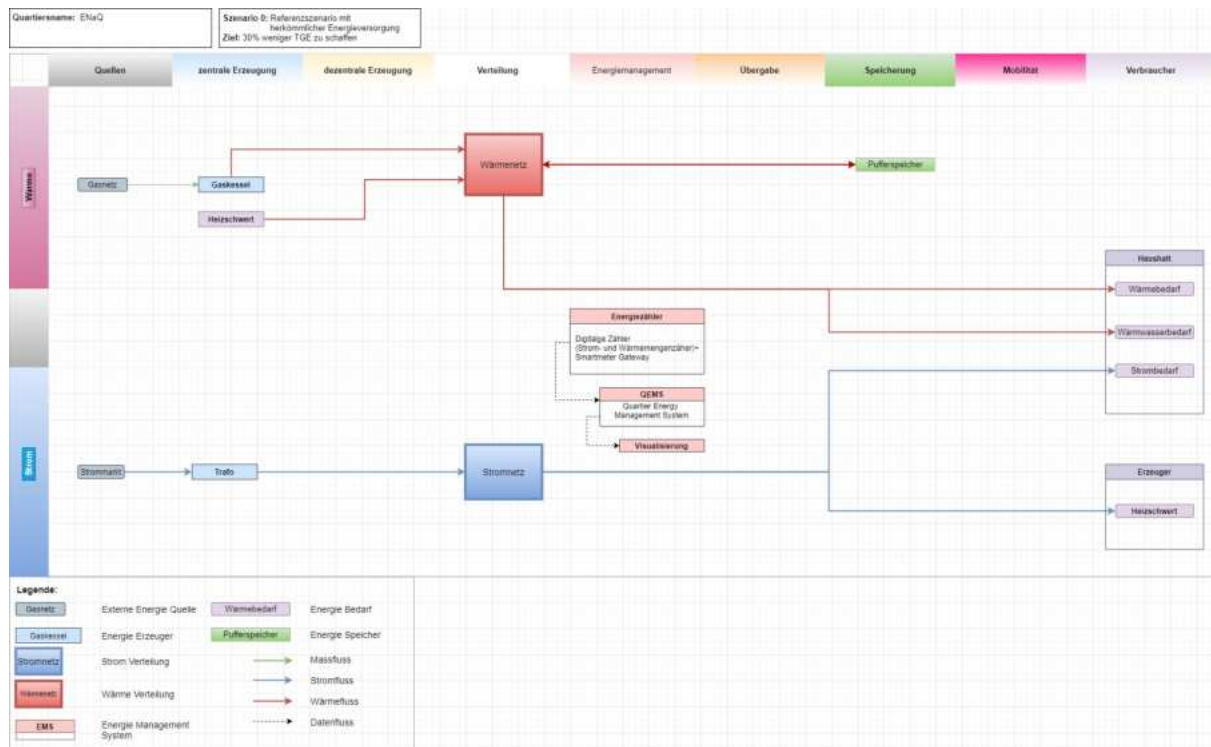 Quartiersname: ENaQ
Szenario 0: Referenzszenario mit
herkömmlicher Energieversorgung
Ziel: 30% weniger TGE zu schaffen
Quellen
zentrale Erzeugung
dezentrale Erzeugung
Verteilung
Energiemanagement
Übergabe
Speicherung
Mobilität
Verbraucher
Wärme
Gasnetz
Gaskessel
Heizschwert
Wärmenetz
Pufferspeicher
Haushalt
Wärmebedarf
Warmwasserbedarf
Strombedarf
Energiezähler
Digitalge Zähler
(Strom- und Wärmemengenzähler)+
Smartmeter Gateway
QEMS
Quartier Energy
Management System
Visualisierung
Strom
Strommarkt
Trafo
Stromnetz
Erzeuger
Heizschwert
Legende:
Gasnetz
Externe Energie Quelle
Wärmebedarf
Energie Bedarf
Gaskessel
Energie Erzeuger
Pufferspeicher
Energie Speicher
Stromnetz
Strom Verteilung
Massfluss
Stromfluss
Wärmenetz
Wärme Verteilung
Wärmefluss
EMS
Energie Management
System
Datenfluss